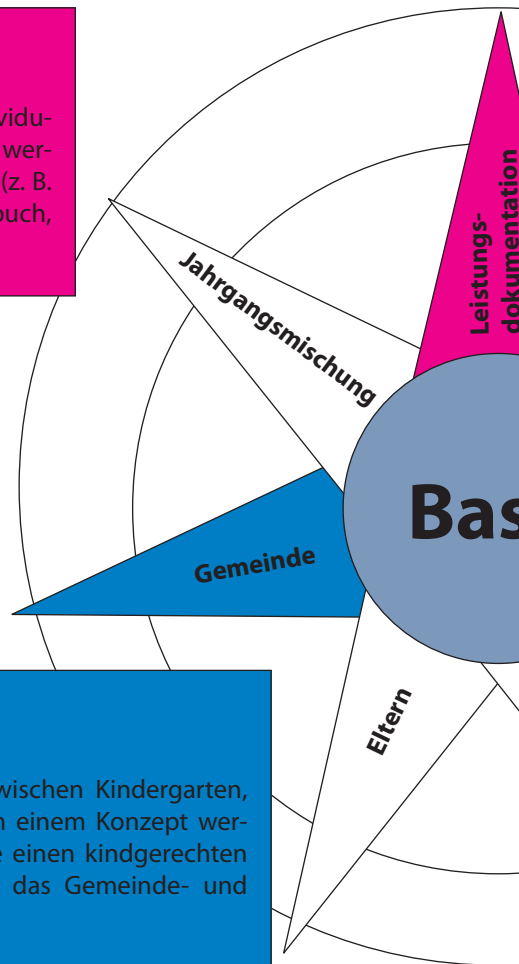 vidu-
wer-
(z. B.
buch,
Leistungs-
dokumentation
Jahrgangsmischung
Bas
Gemeinde
Eltern
wischen Kindergarten,
n einem Konzept wer-
e einen kindgerechten
das Gemeinde- und